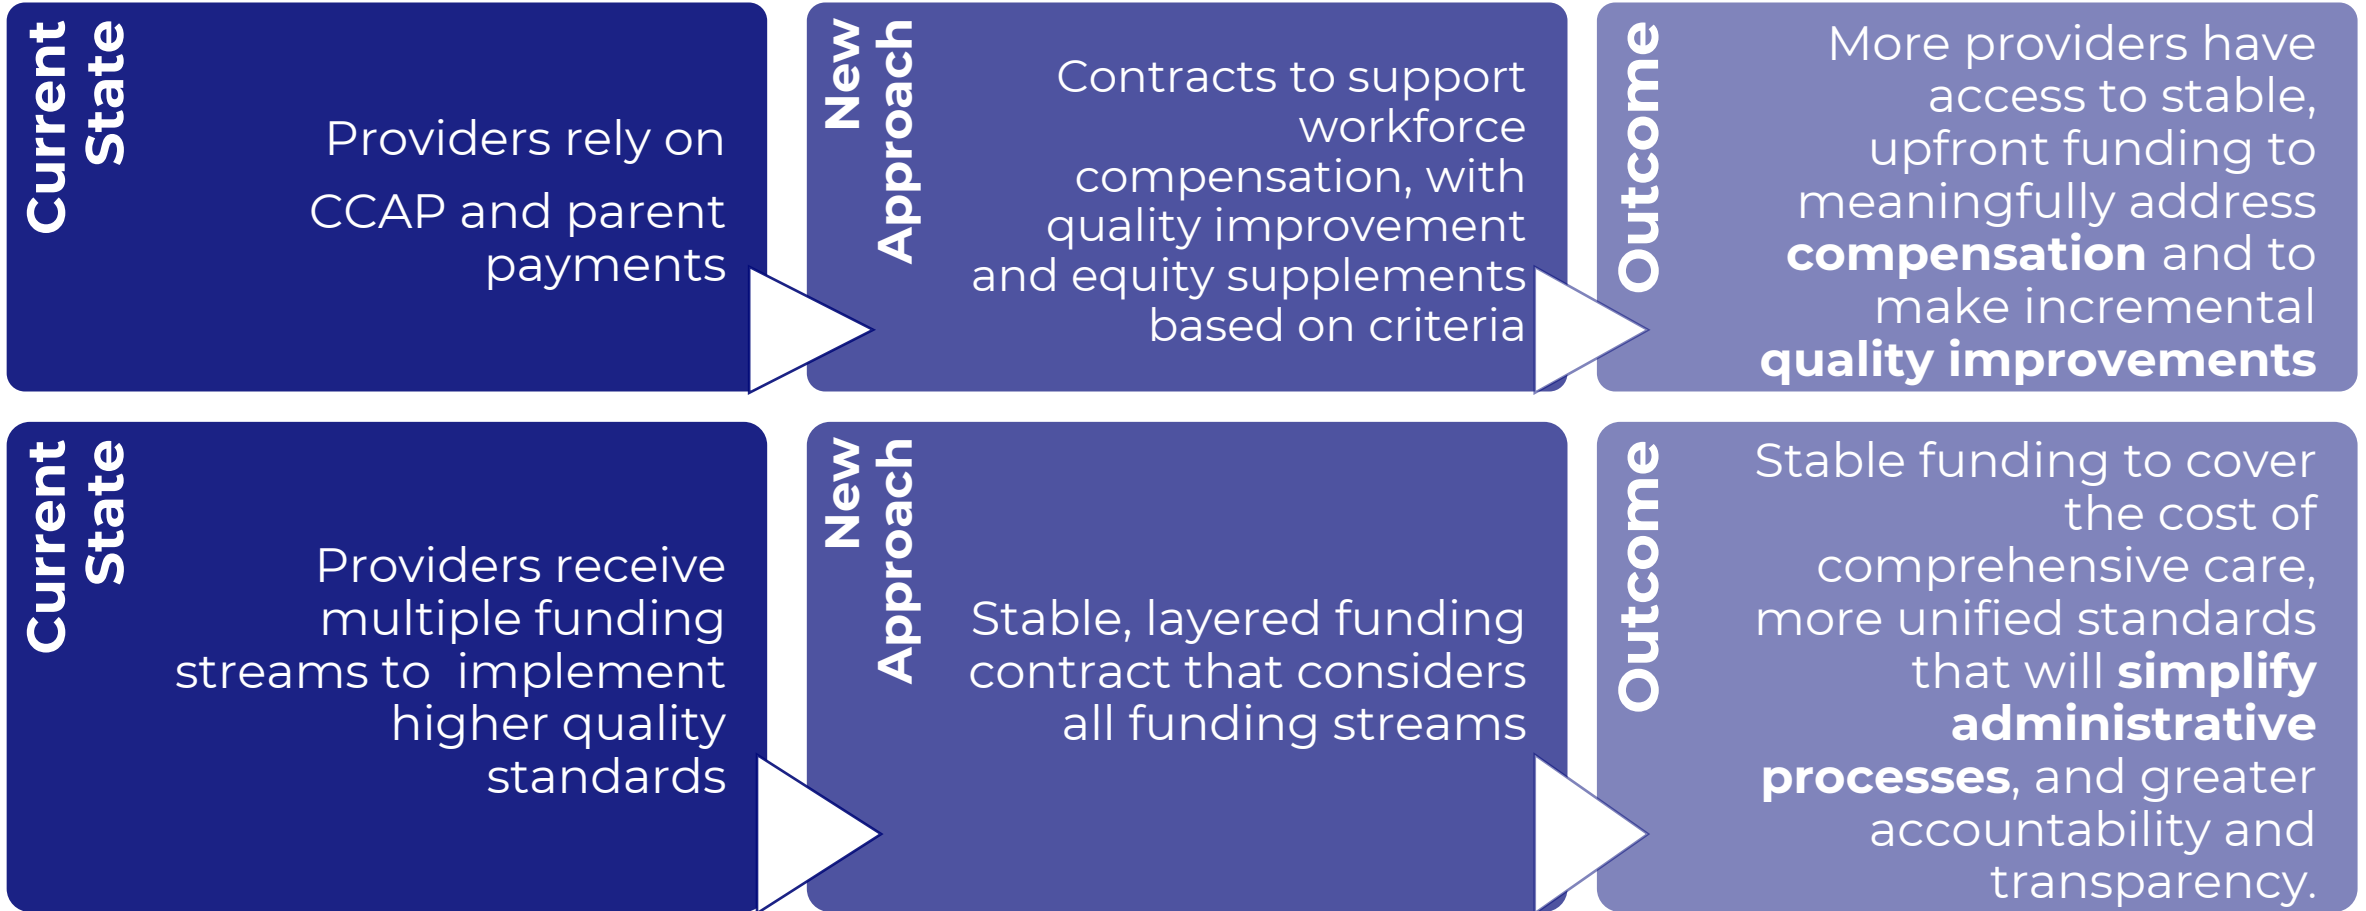 Current
State
Providers rely on
CCAP and parent
payments
New
Approach
Contracts to support
workforce
compensation, with
quality improvement
and equity supplements
based on criteria
Outcome
More providers have
access to stable,
upfront funding to
meaningfully address
compensation and to
make incremental
quality improvements
Current
State
Providers receive
multiple funding
streams to  implement
higher quality
standards
New
Approach
Stable, layered funding
contract that considers
all funding streams
Outcome
Stable funding to cover
the cost of
comprehensive care,
more unified standards
that will simplify
administrative
processes, and greater
accountability and
transparency.